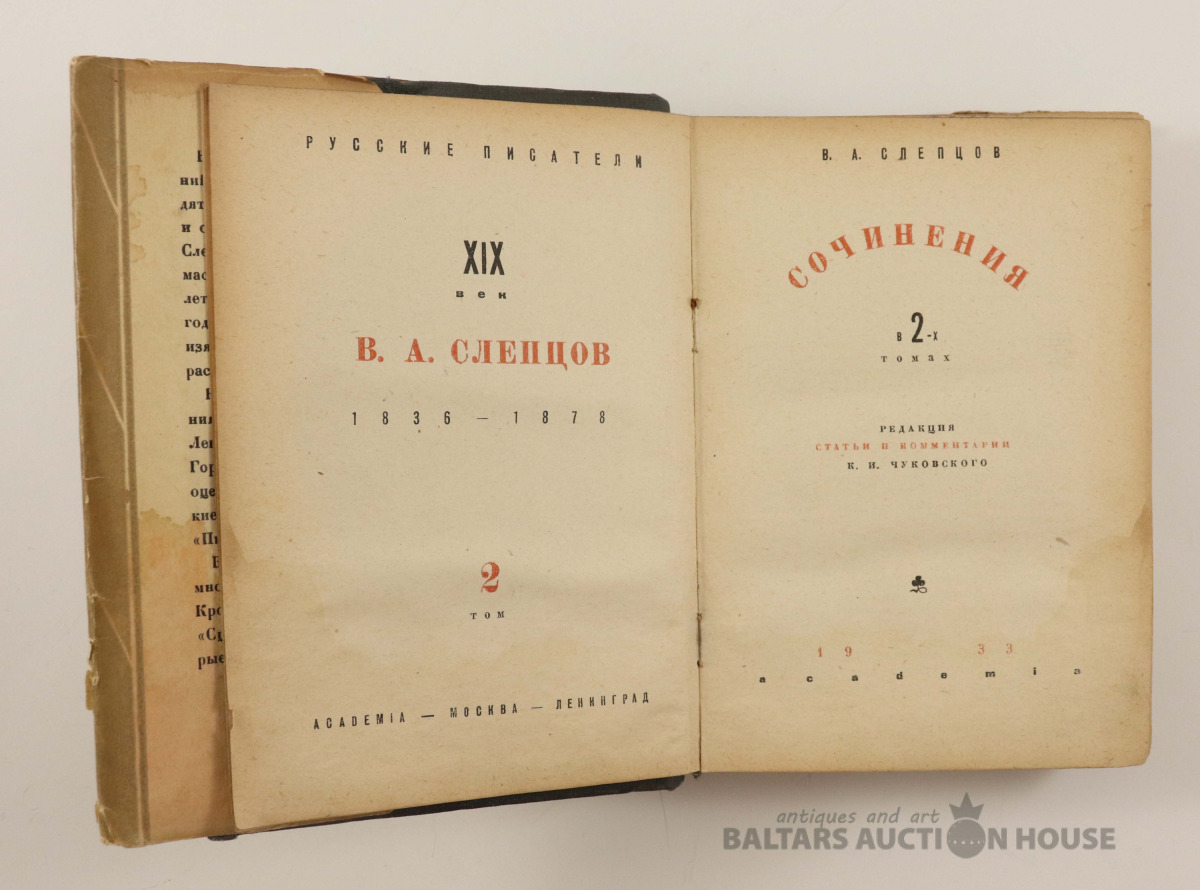 РУССКИЕ ПИСАТЕЛИ
XIX
век
В. А. СЛЕПЦОВ
1836 — 1878
2
том
ACADEMIA — МОСКВА — ЛЕНИНГРАД
В. А. СЛЕПЦОВ
СОЧИНЕНИЯ
в 2-х
томах
РЕДАКЦИЯ
СТАТЬИ И КОММЕНТАРИИ
К. И. ЧУКОВСКОГО
19 33
academia
antiques and art
BALTARS AUCTION HOUSE